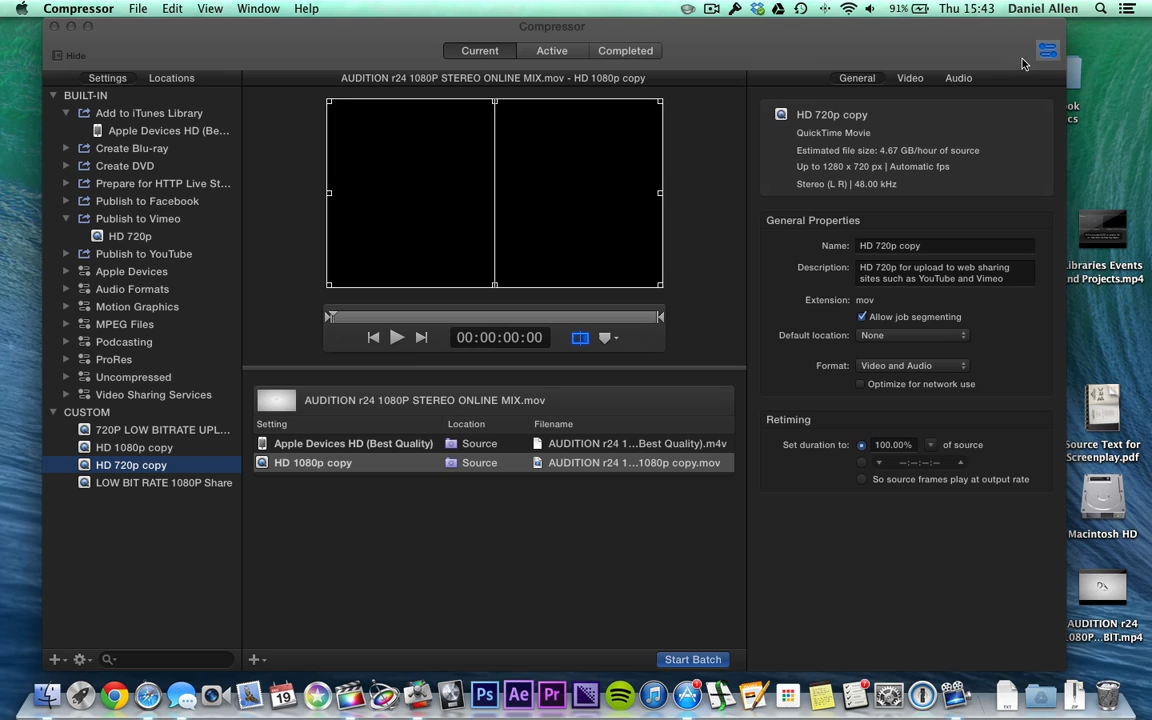 Compressor File Edit View Window Help 91% Thu 15:43 Daniel Allen
Compressor
Hide
Current Active Completed
Settings Locations
AUDITION r24 1080P STEREO ONLINE MIX.mov - HD 1080p copy
General Video Audio
BUILT-IN
Add to iTunes Library
Apple Devices HD (Be...
Create Blu-ray
Create DVD
Prepare for HTTP Live St...
Publish to Facebook
Publish to Vimeo
HD 720p
Publish to YouTube
Apple Devices
Audio Formats
Motion Graphics
MPEG Files
Podcasting
ProRes
Uncompressed
Video Sharing Services
CUSTOM
720P LOW BITRATE UPL...
HD 1080p copy
HD 720p copy
LOW BIT RATE 1080P Share
00:00:00:00
AUDITION r24 1080P STEREO ONLINE MIX.mov
Setting Location Filename
Apple Devices HD (Best Quality) Source AUDITION r24 1...Best Quality).m4v
HD 1080p copy Source AUDITION r24 1...1080p copy.mov
Start Batch
HD 720p copy
QuickTime Movie
Estimated file size: 4.67 GB/hour of source
Up to 1280 x 720 px | Automatic fps
Stereo (L R) | 48.00 kHz
General Properties
Name: HD 720p copy
Description: HD 720p for upload to web sharing
sites such as YouTube and Vimeo
Extension: mov
Allow job segmenting
Default location: None
Format: Video and Audio
Optimize for network use
Retiming
Set duration to: 100.00% of source
--:--:--:--
So source frames play at output rate
ook
cs
ibraries Events
nd Projects.mp4
Source Text for
Screenplay.pdf
Macintosh HD
AUDITION r24
080P...BIT.mp4
19
Ps Ae Pr
7
TXT
ZIP